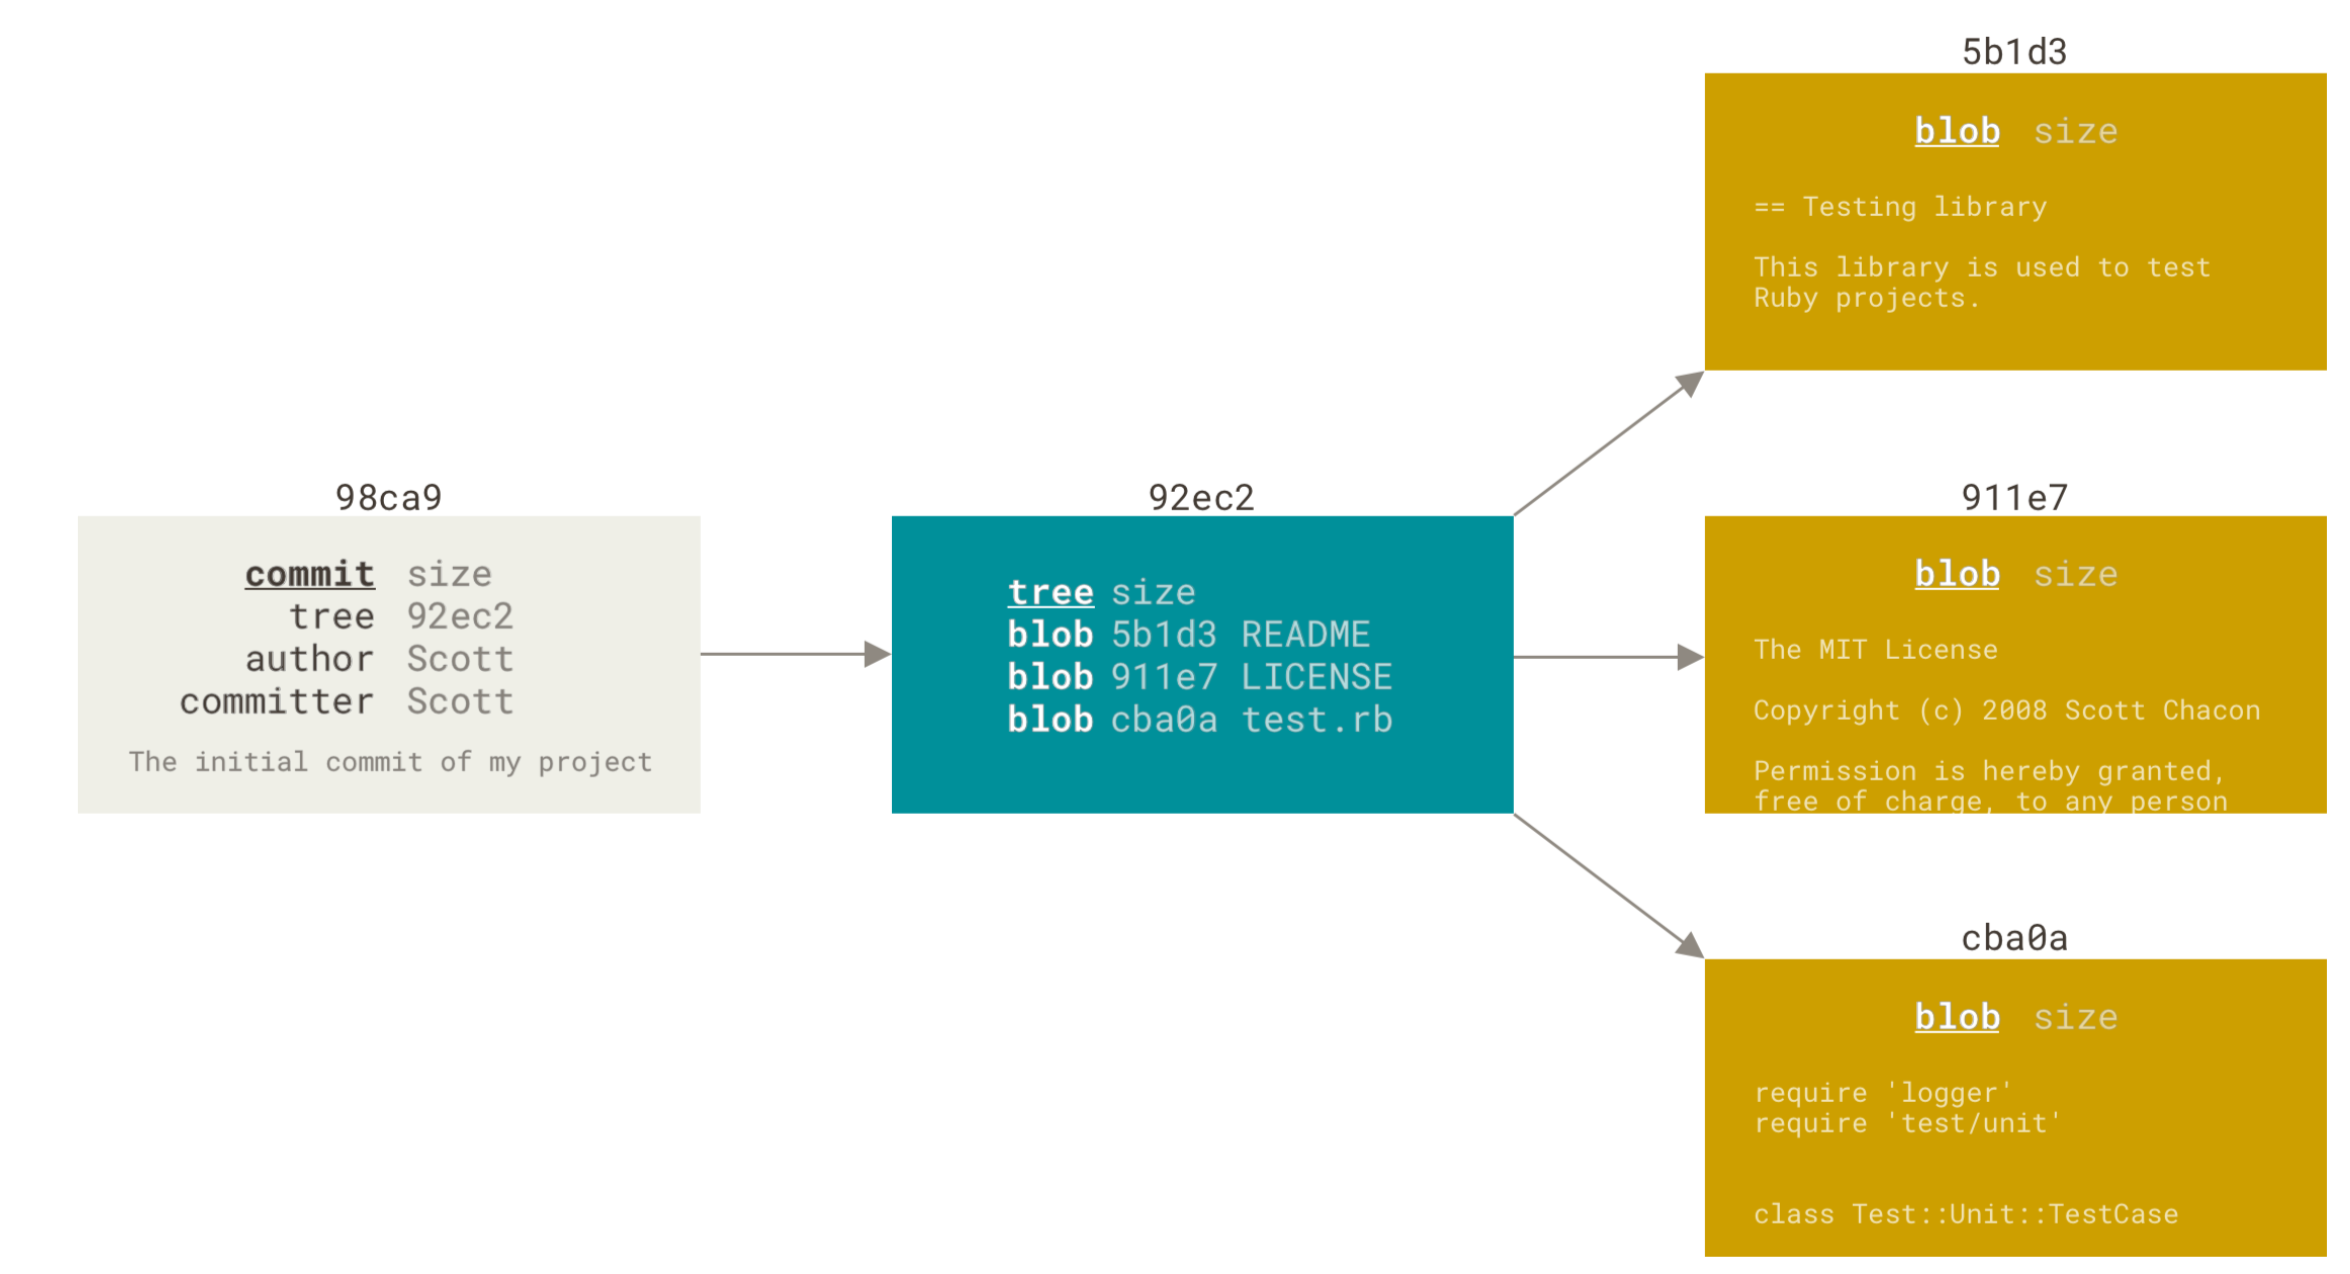 98ca9
commit size
tree 92ec2
author Scott
committer Scott
The initial commit of my project
92ec2
tree size
blob 5b1d3 README
blob 911e7 LICENSE
blob cba0a test.rb
5b1d3
blob size
== Testing library
This library is used to test
Ruby projects.
911e7
blob size
The MIT License
Copyright (c) 2008 Scott Chacon
Permission is hereby granted,
free of charge, to any person
cba0a
blob size
require 'logger'
require 'test/unit'
class Test::Unit::TestCase